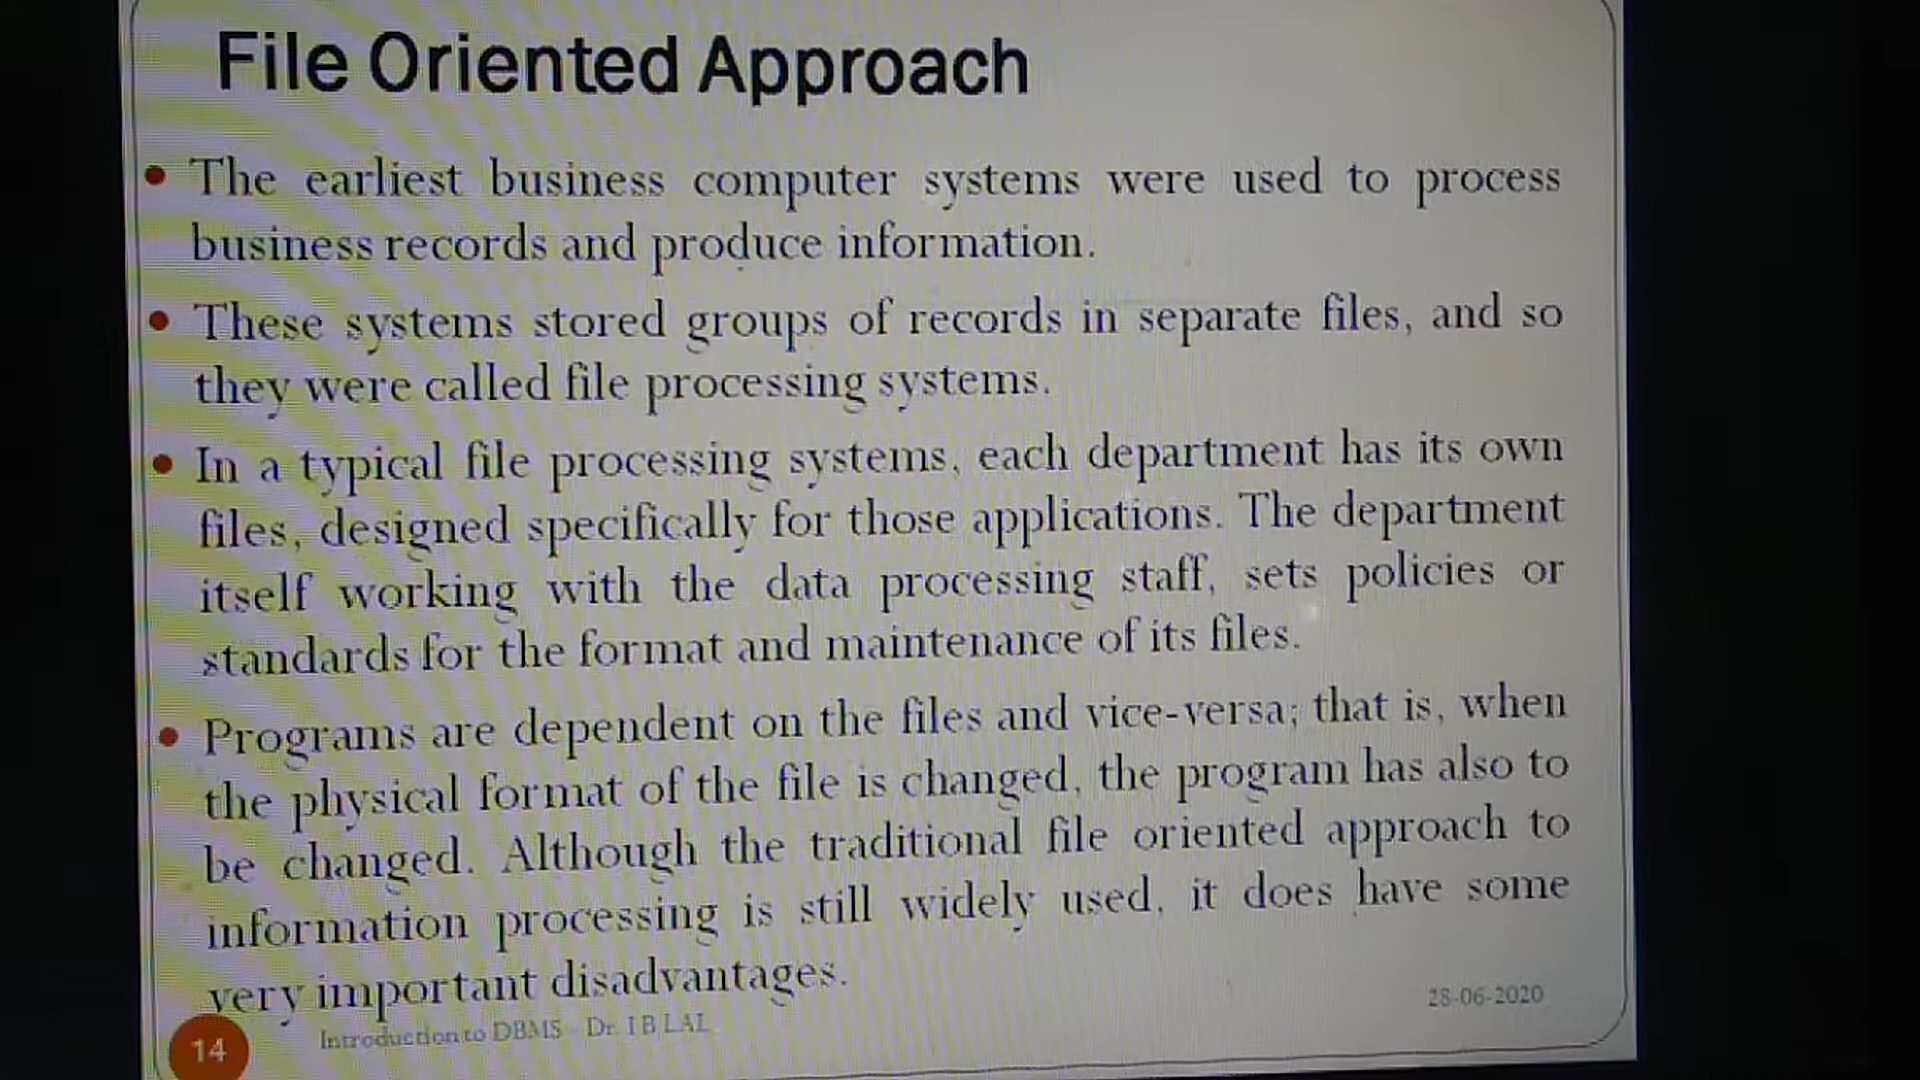 File Oriented Approach
• The earliest business computer systems were used to process
business records and produce information.
• These systems stored groups of records in separate files, and so
they were called file processing systems.
• In a typical file processing systems, each department has its own
files, designed specifically for those applications. The department
itself working with the data processing staff, sets policies or
standards for the format and maintenance of its files.
• Programs are dependent on the files and vice-versa; that is, when
the physical format of the file is changed, the program has also to
be changed. Although the traditional file oriented approach to
information processing is still widely used, it does have some
very important disadvantages.
28-06-2020
Introduction to DBMS - Dr. I B LAL
14